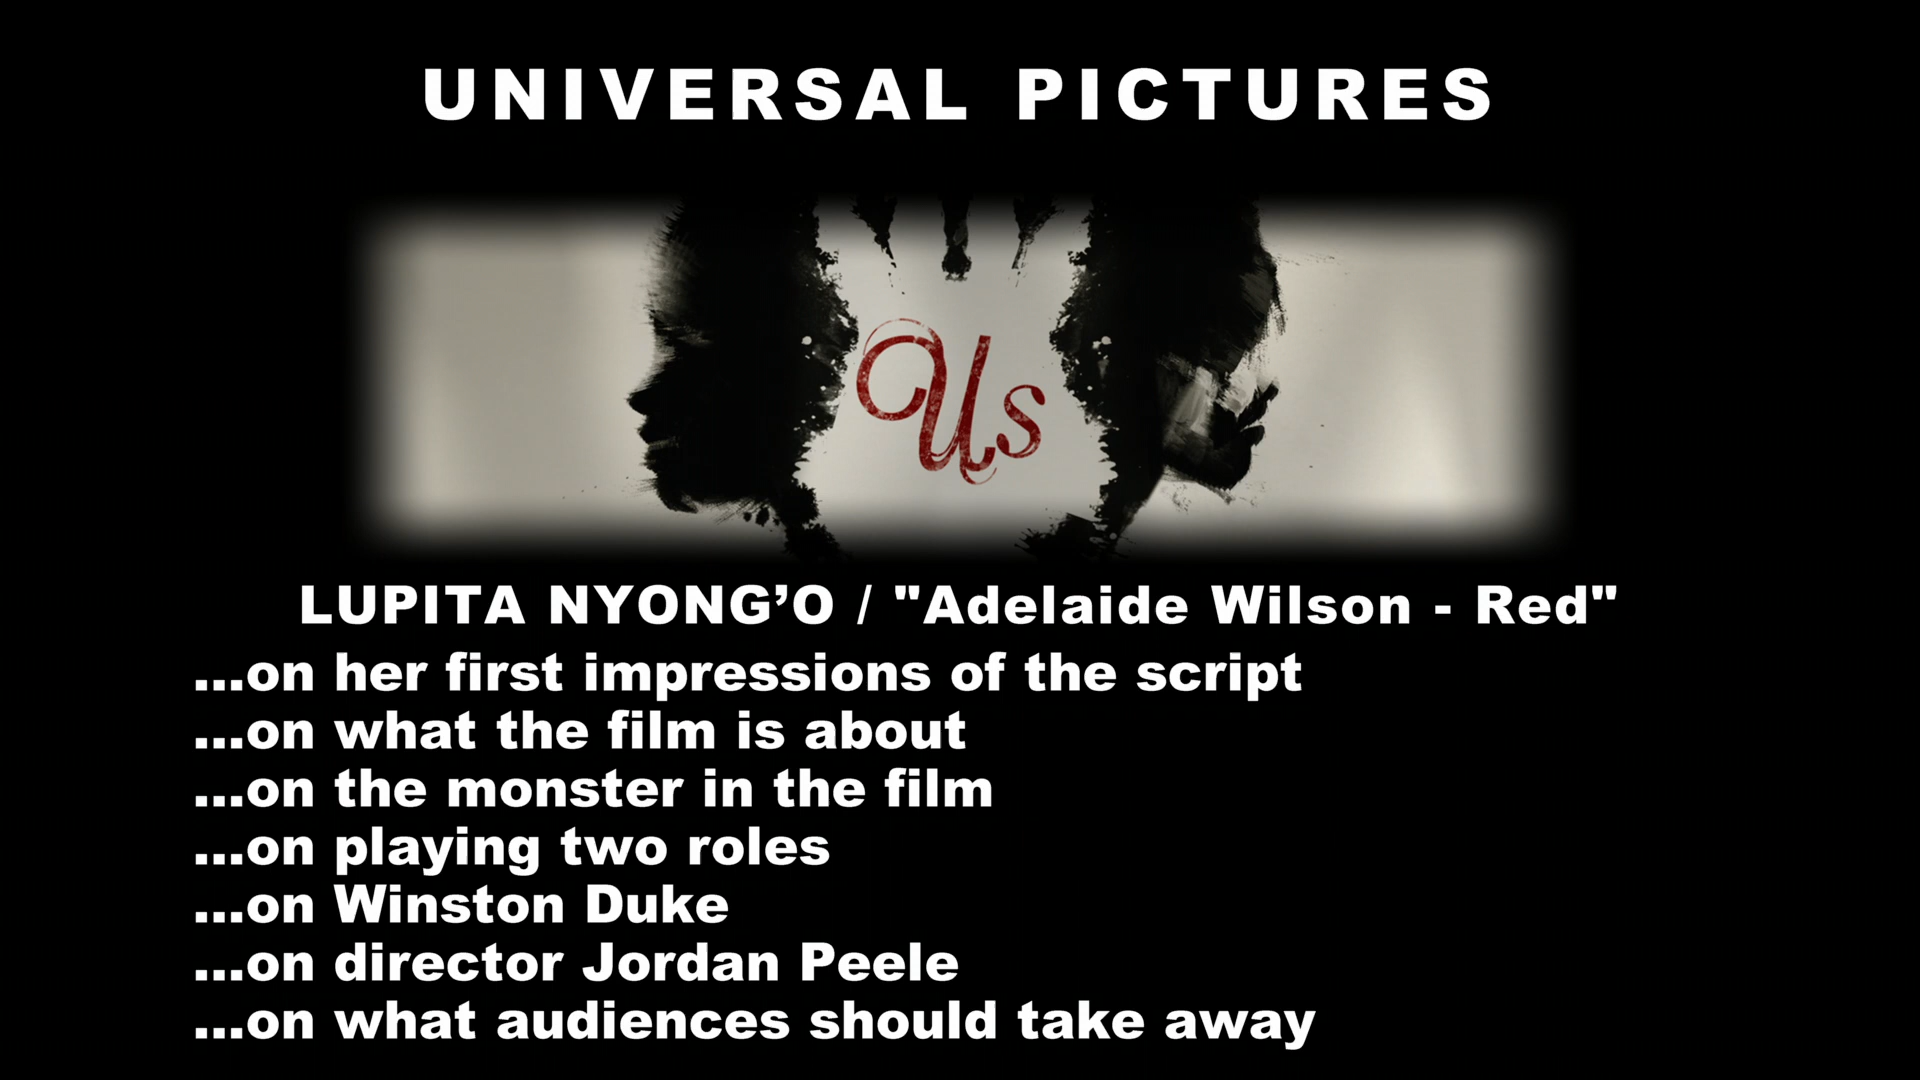 UNIVERSAL PICTURES
Us
LUPITA NYONG’O / "Adelaide Wilson - Red"
...on her first impressions of the script
...on what the film is about
...on the monster in the film
...on playing two roles
...on Winston Duke
...on director Jordan Peele
...on what audiences should take away